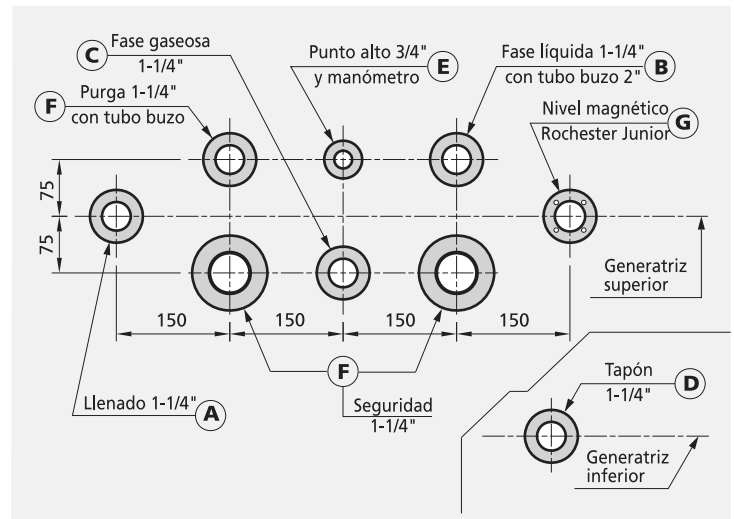 C
Fase gaseosa
1-1/4"
Punto alto 3/4"
y manómetro
E
Fase líquida 1-1/4"
con tubo buzo 2"
B
F
Purga 1-1/4"
con tubo buzo
Nivel magnético
Rochester Junior
G
75
75
Generatriz
superior
150
150
150
150
F
Seguridad
1-1/4"
Llenado 1-1/4"
A
Tapón
1-1/4"
D
Generatriz
inferior